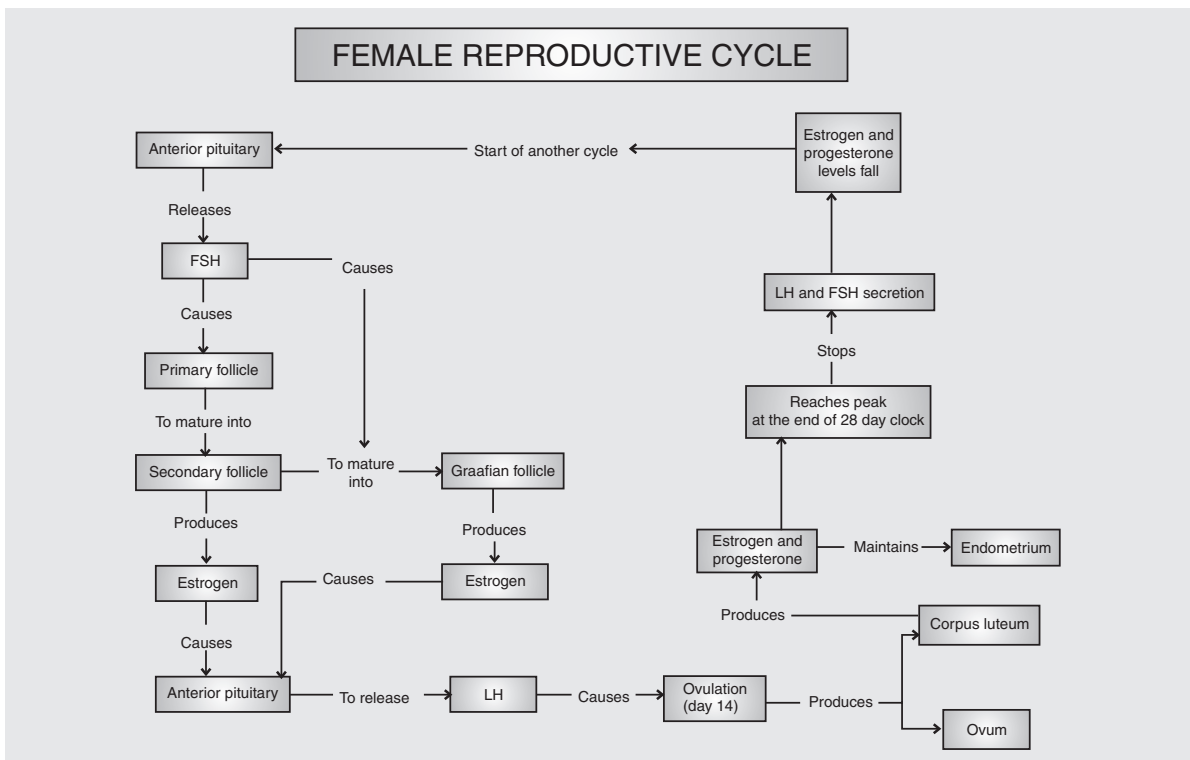 FEMALE REPRODUCTIVE CYCLE
Anterior pituitary
Start of another cycle
Estrogen and
progesterone
levels fall
Releases
FSH
Causes
LH and FSH secretion
Causes
Stops
Primary follicle
Reaches peak
at the end of 28 day clock
To mature into
Secondary follicle
To mature
into
Graafian follicle
Produces
Produces
Estrogen and
progesterone
Maintains
Endometrium
Estrogen
Causes
Estrogen
Produces
Corpus luteum
Causes
Anterior pituitary
To release
LH
Causes
Ovulation
(day 14)
Produces
Ovum